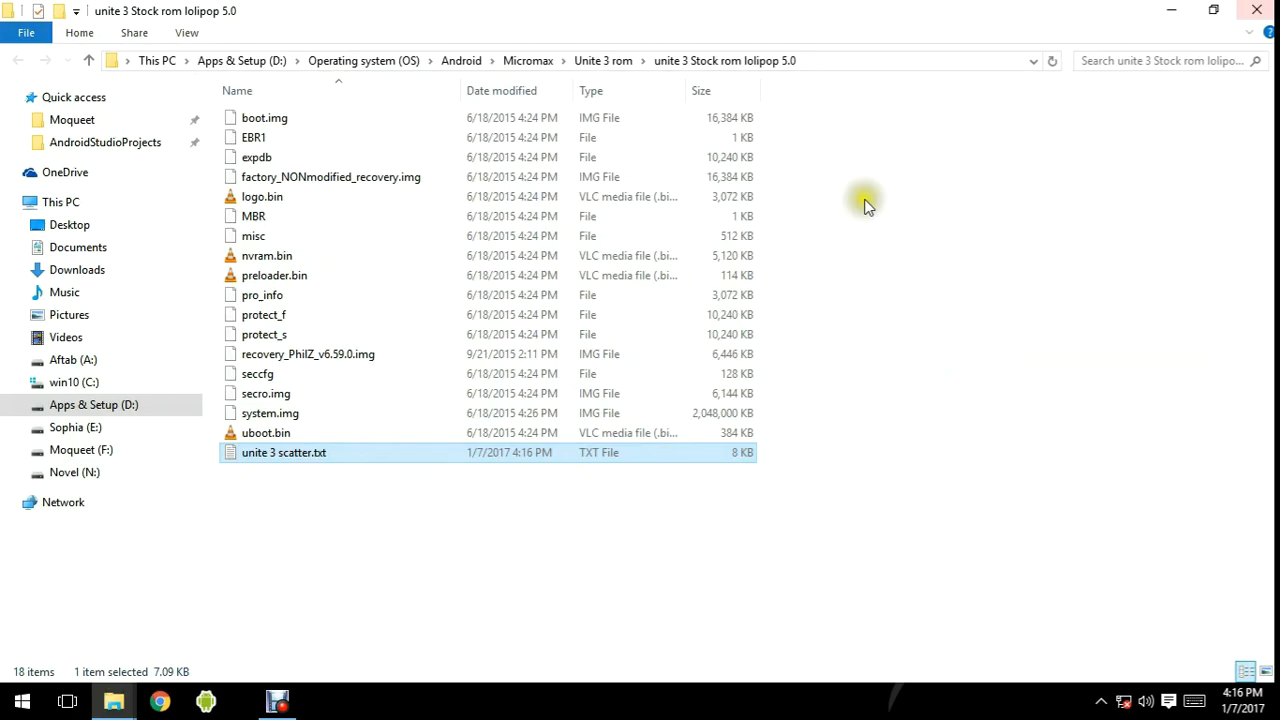 unite 3 Stock rom lolipop 5.0
File Home Share View
This PC Apps & Setup (D:) Operating system (OS) Android Micromax Unite 3 rom unite 3 Stock rom lolipop 5.0
Search unite 3 Stock rom lolipo...
Quick access
Moqueet
AndroidStudioProjects
OneDrive
This PC
Desktop
Documents
Downloads
Music
Pictures
Videos
Aftab (A:)
win10 (C:)
Apps & Setup (D:)
Sophia (E:)
Moqueet (F:)
Novel (N:)
Network
Name Date modified Type Size
boot.img 6/18/2015 4:24 PM IMG File 16,384 KB
EBR1 6/18/2015 4:24 PM File 1 KB
expdb 6/18/2015 4:24 PM File 10,240 KB
factory_NONmodified_recovery.img 6/18/2015 4:24 PM IMG File 16,384 KB
logo.bin 6/18/2015 4:24 PM VLC media file (.bi... 3,072 KB
MBR 6/18/2015 4:24 PM File 1 KB
misc 6/18/2015 4:24 PM File 512 KB
nvram.bin 6/18/2015 4:24 PM VLC media file (.bi... 5,120 KB
preloader.bin 6/18/2015 4:24 PM VLC media file (.bi... 114 KB
pro_info 6/18/2015 4:24 PM File 3,072 KB
protect_f 6/18/2015 4:24 PM File 10,240 KB
protect_s 6/18/2015 4:24 PM File 10,240 KB
recovery_PhilZ_v6.59.0.img 9/21/2015 2:11 PM IMG File 6,446 KB
seccfg 6/18/2015 4:24 PM File 128 KB
secro.img 6/18/2015 4:24 PM IMG File 6,144 KB
system.img 6/18/2015 4:26 PM IMG File 2,048,000 KB
uboot.bin 6/18/2015 4:24 PM VLC media file (.bi... 384 KB
unite 3 scatter.txt 1/7/2017 4:16 PM TXT File 8 KB
18 items 1 item selected 7.09 KB
4:16 PM
1/7/2017